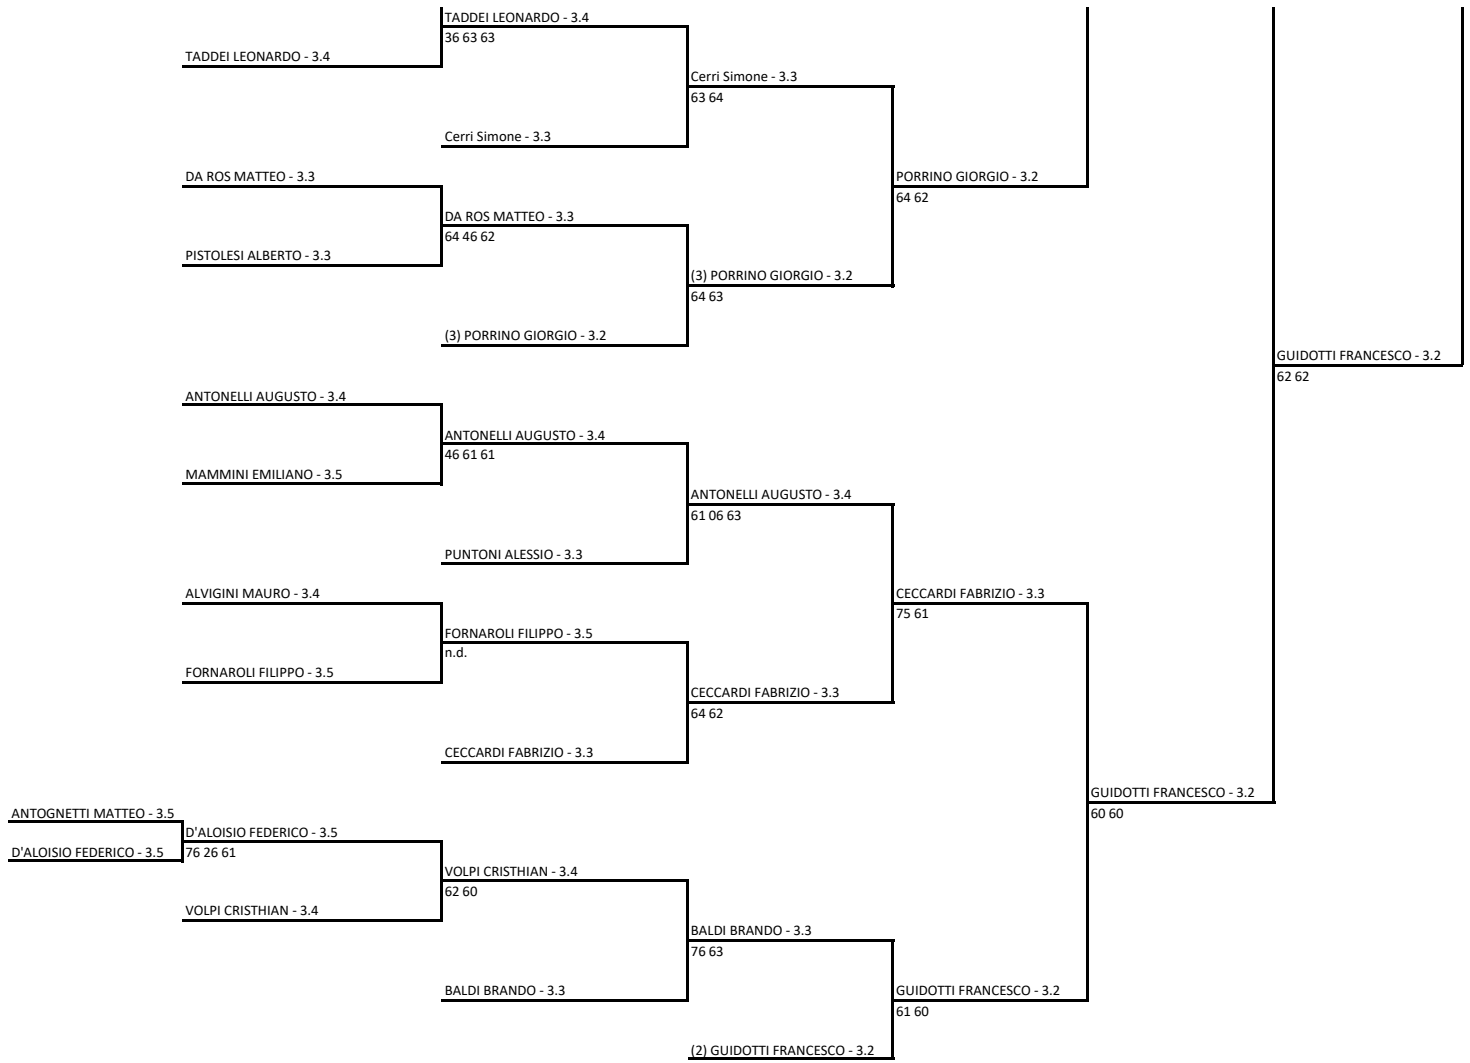 TADDEI LEONARDO - 3.4
36 63 63
TADDEI LEONARDO - 3.4
Cerri Simone - 3.3
63 64
Cerri Simone - 3.3
DA ROS MATTEO - 3.3
PORRINO GIORGIO - 3.2
64 62
DA ROS MATTEO - 3.3
64 46 62
PISTOLESI ALBERTO - 3.3
(3) PORRINO GIORGIO - 3.2
64 63
(3) PORRINO GIORGIO - 3.2
GUIDOTTI FRANCESCO - 3.2
62 62
ANTONELLI AUGUSTO - 3.4
ANTONELLI AUGUSTO - 3.4
46 61 61
MAMMINI EMILIANO - 3.5
ANTONELLI AUGUSTO - 3.4
61 06 63
PUNTONI ALESSIO - 3.3
ALVIGINI MAURO - 3.4
CECCARDI FABRIZIO - 3.3
75 61
FORNAROLI FILIPPO - 3.5
n.d.
FORNAROLI FILIPPO - 3.5
CECCARDI FABRIZIO - 3.3
64 62
CECCARDI FABRIZIO - 3.3
GUIDOTTI FRANCESCO - 3.2
60 60
ANTOGNETTI MATTEO - 3.5
D'ALOISIO FEDERICO - 3.5
D'ALOISIO FEDERICO - 3.5
76 26 61
VOLPI CRISTHIAN - 3.4
62 60
VOLPI CRISTHIAN - 3.4
BALDI BRANDO - 3.3
76 63
BALDI BRANDO - 3.3
GUIDOTTI FRANCESCO - 3.2
61 60
(2) GUIDOTTI FRANCESCO - 3.2